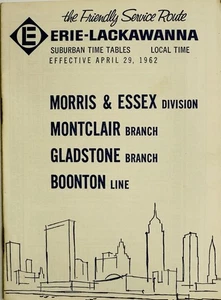 the Friendly Service Route
E ERIE-LACKAWANNA
SUBURBAN TIME TABLES LOCAL TIME
EFFECTIVE APRIL 29, 1962
MORRIS & ESSEX DIVISION
MONTCLAIR BRANCH
GLADSTONE BRANCH
BOONTON LINE